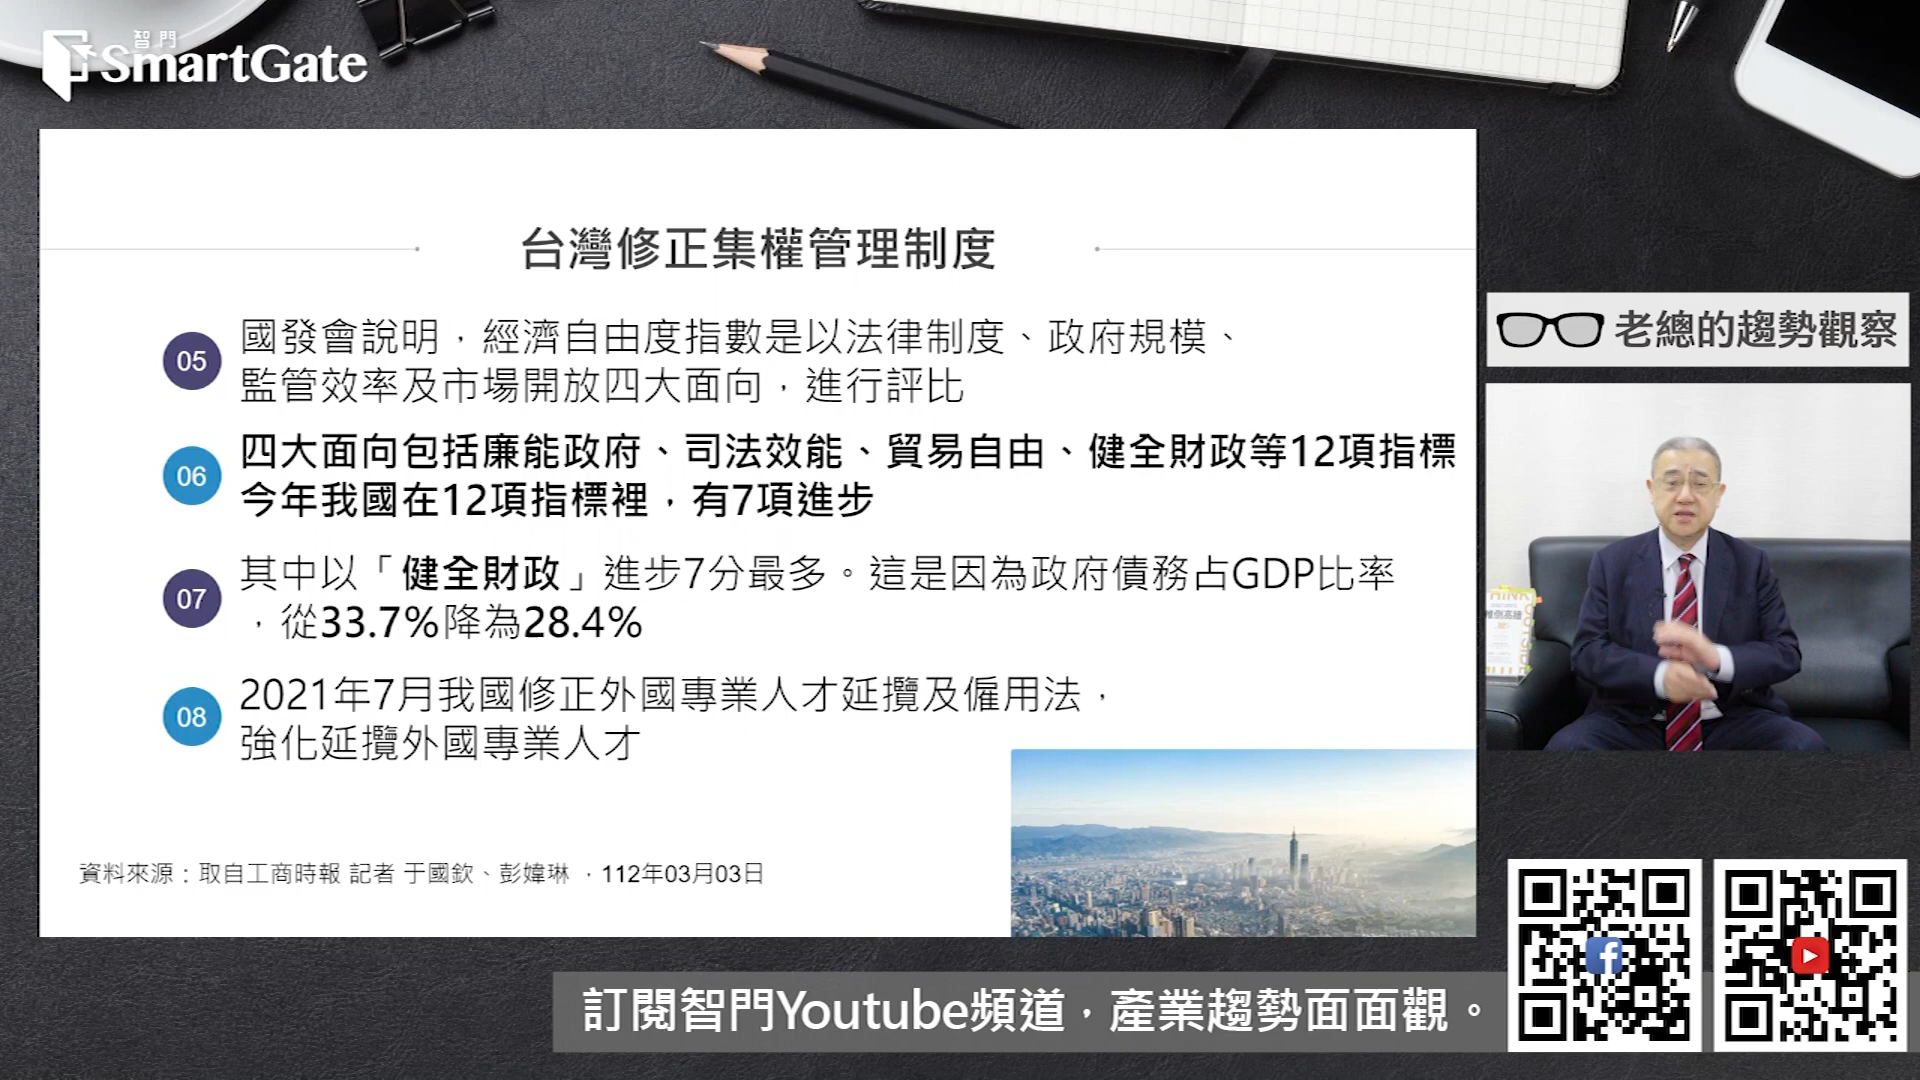 智門
SmartGate
台灣修正集權管理制度
05
國發會說明，經濟自由度指數是以法律制度、政府規模、
監管效率及市場開放四大面向，進行評比
06
四大面向包括廉能政府、司法效能、貿易自由、健全財政等12項指標
今年我國在12項指標裡，有7項進步
07
其中以「健全財政」進步7分最多。這是因為政府債務占GDP比率
，從33.7%降為28.4%
08
2021年7月我國修正外國專業人才延攬及僱用法，
強化延攬外國專業人才
資料來源：取自工商時報 記者 于國欽、彭媁琳 ，112年03月03日
老總的趨勢觀察
訂閱智門Youtube頻道，產業趨勢面面觀。